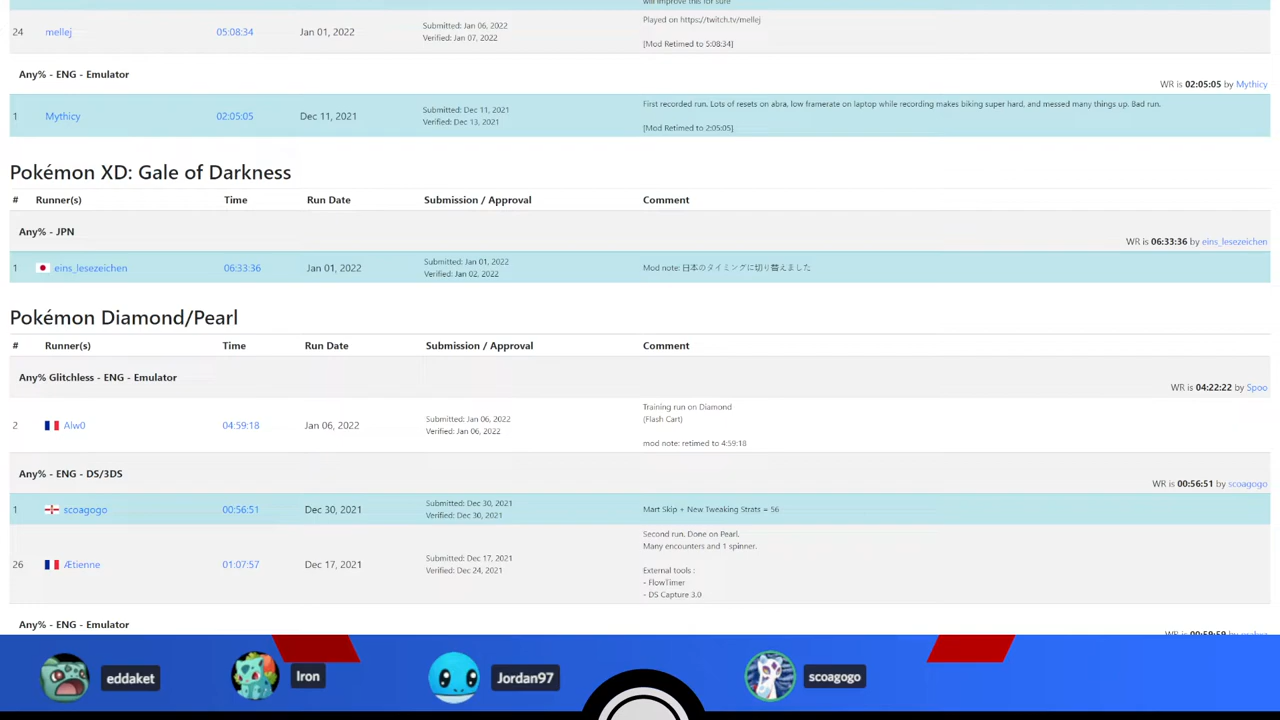 will improve this for sure
24 mellej 05:08:34 Jan 01, 2022 Submitted: Jan 06, 2022 Played on https://twitch.tv/mellej
Verified: Jan 07, 2022
[Mod Retimed to 5:08:34]
Any% - ENG - Emulator
WR is 02:05:05 by Mythicy
1 Mythicy 02:05:05 Dec 11, 2021 Submitted: Dec 11, 2021 First recorded run. Lots of resets on abra, low framerate on laptop while recording makes biking super hard, and messed many things up. Bad run.
Verified: Dec 13, 2021
[Mod Retimed to 2:05:05]
Pokémon XD: Gale of Darkness
# Runner(s) Time Run Date Submission / Approval Comment
Any% - JPN
WR is 06:33:36 by eins_lesezeichen
1 eins_lesezeichen 06:33:36 Jan 01, 2022 Submitted: Jan 01, 2022 Mod note: 日本のタイミングに切り替えました
Verified: Jan 02, 2022
Pokémon Diamond/Pearl
# Runner(s) Time Run Date Submission / Approval Comment
Any% Glitchless - ENG - Emulator
WR is 04:22:22 by Spoo
Training run on Diamond
2 Alw0 04:59:18 Jan 06, 2022 Submitted: Jan 06, 2022 (Flash Cart)
Verified: Jan 06, 2022
mod note: retimed to 4:59:18
Any% - ENG - DS/3DS
WR is 00:56:51 by scoagogo
1 scoagogo 00:56:51 Dec 30, 2021 Submitted: Dec 30, 2021 Mart Skip + New Tweaking Strats = 56
Verified: Dec 30, 2021
Second run. Done on Pearl.
Many encounters and 1 spinner.
26 Ætienne 01:07:57 Dec 17, 2021 Submitted: Dec 17, 2021
Verified: Dec 24, 2021
External tools :
- FlowTimer
- DS Capture 3.0
Any% - ENG - Emulator
WR is 00:59:59 by
eddaket Iron Jordan97 scoagogo